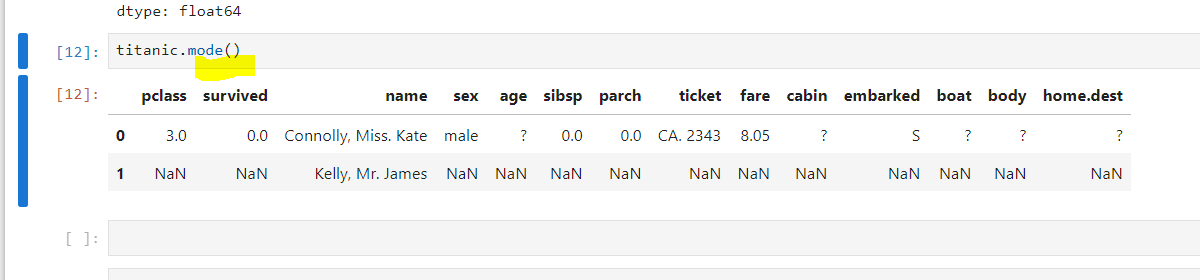 dtype: float64
[12]: titanic.mode()
[12]: pclass survived name sex age sibsp parch ticket fare cabin embarked boat body home.dest
0 3.0 0.0 Connolly, Miss. Kate male ? 0.0 0.0 CA. 2343 8.05 ? S ? ? ?
1 NaN NaN Kelly, Mr. James NaN NaN NaN NaN NaN NaN NaN NaN NaN NaN NaN
[ ]: